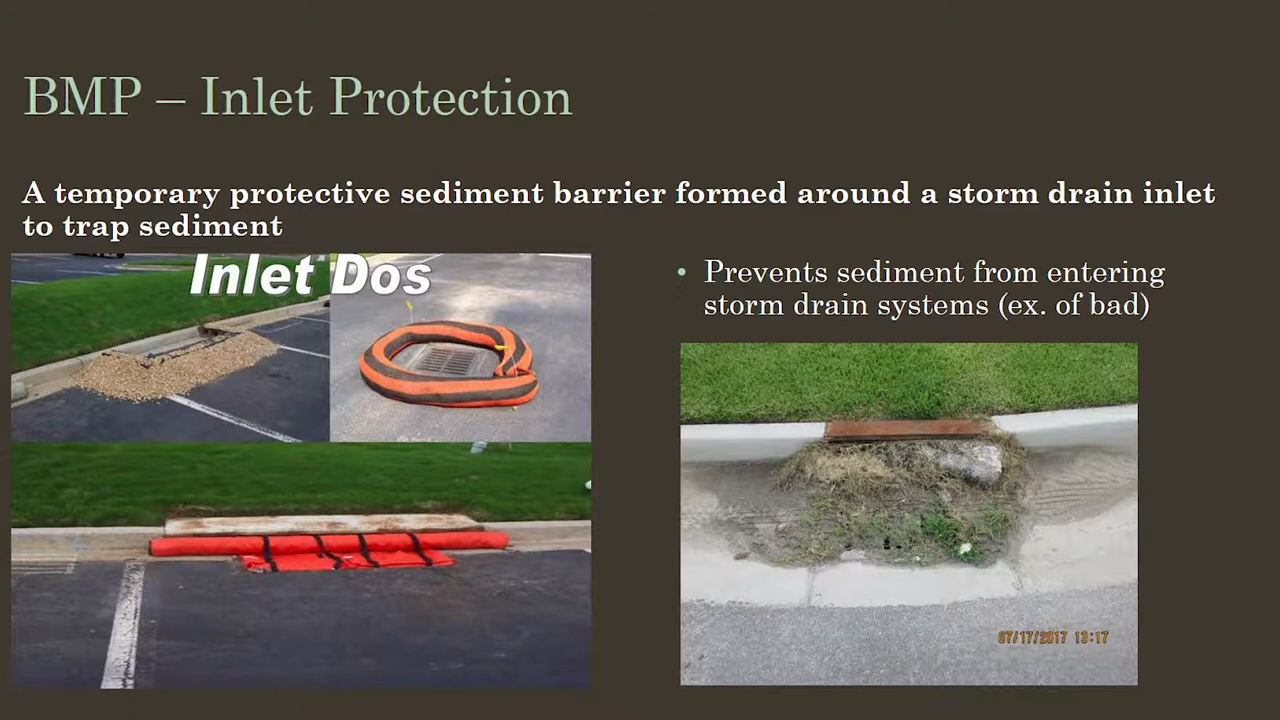 BMP – Inlet Protection
A temporary protective sediment barrier formed around a storm drain inlet
to trap sediment
Inlet Dos
• Prevents sediment from entering
storm drain systems (ex. of bad)
07/17/2017 13:17